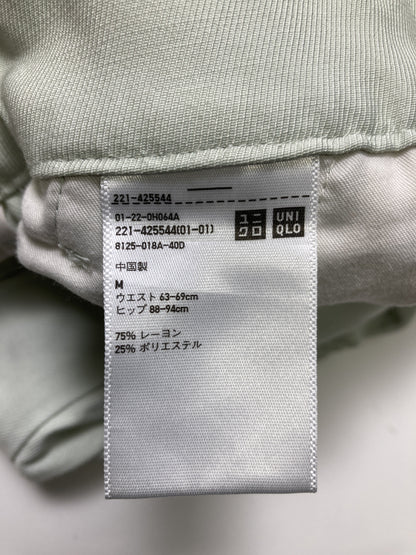 221-425544
01-22-0H064A
221-425544(01-01)
8125-018A-40D
ユニクロ
UNIQLO
中国製
M
ウエスト 63-69cm
ヒップ 88-94cm
75% レーヨン
25% ポリエステル